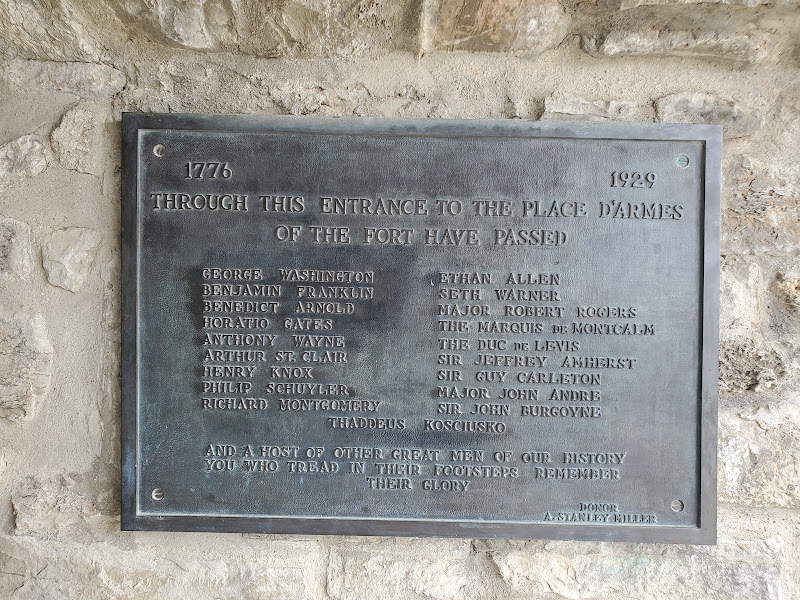 1776
1929
THROUGH THIS ENTRANCE TO THE PLACE D'ARMES
OF THE FORT HAVE PASSED
GEORGE WASHINGTON
BENJAMIN FRANKLIN
BENEDICT ARNOLD
HORATIO GATES
ANTHONY WAYNE
ARTHUR ST. CLAIR
HENRY KNOX
PHILIP SCHUYLER
RICHARD MONTGOMERY
ETHAN ALLEN
SETH WARNER
MAJOR ROBERT ROGERS
THE MARQUIS DE MONTCALM
THE DUC DE LEVIS
SIR JEFFREY AMHERST
SIR GUY CARLETON
MAJOR JOHN ANDRE
SIR JOHN BURGOYNE
THADDEUS KOSCIUSKO
AND A HOST OF OTHER GREAT MEN OF OUR HISTORY
YOU WHO TREAD IN THEIR FOOTSTEPS REMEMBER
THEIR GLORY
DONOR
A. STANLEY MILLER